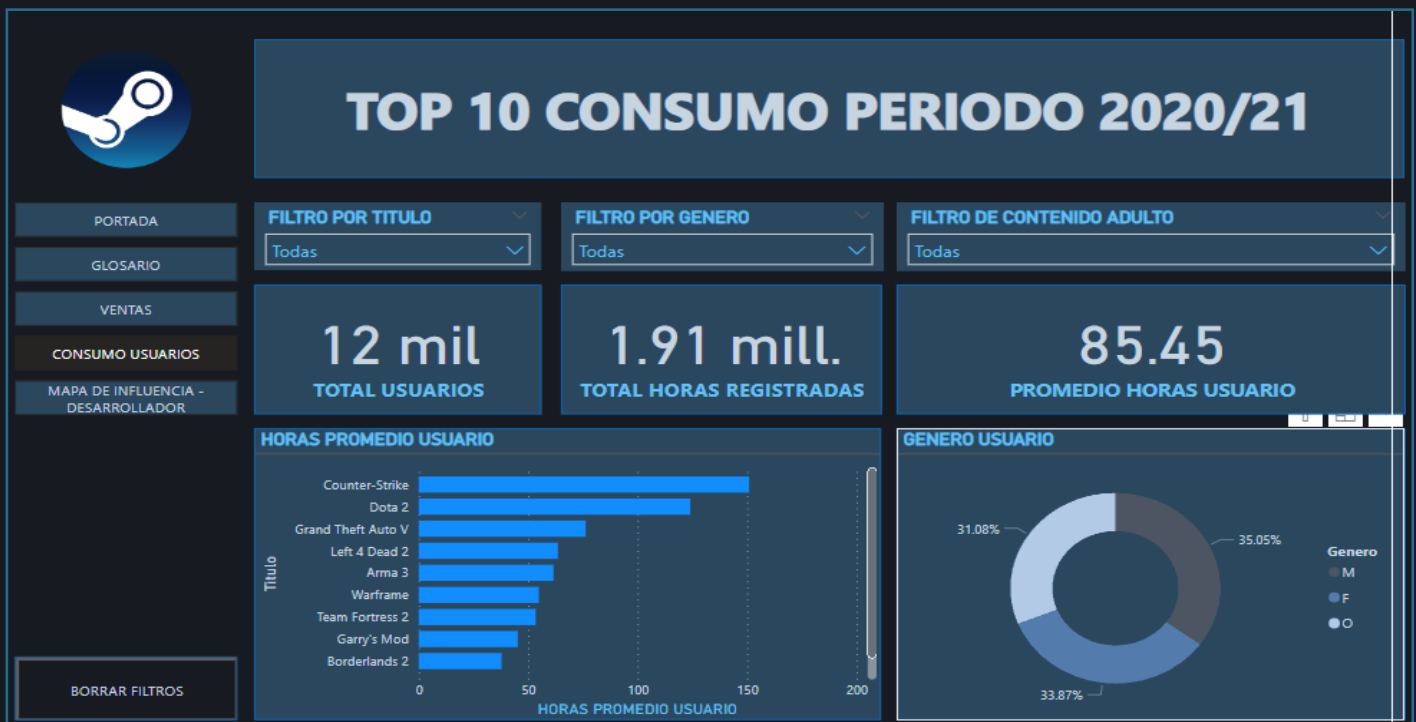 TOP 10 CONSUMO PERIODO 2020/21
PORTADA
GLOSARIO
VENTAS
CONSUMO USUARIOS
MAPA DE INFLUENCIA -
DESARROLLADOR
BORRAR FILTROS
FILTRO POR TITULO
Todas
FILTRO POR GENERO
Todas
FILTRO DE CONTENIDO ADULTO
Todas
12 mil
TOTAL USUARIOS
1.91 mill.
TOTAL HORAS REGISTRADAS
85.45
PROMEDIO HORAS USUARIO
HORAS PROMEDIO USUARIO
Titulo
Counter-Strike
Dota 2
Grand Theft Auto V
Left 4 Dead 2
Arma 3
Warframe
Team Fortress 2
Garry's Mod
Borderlands 2
0 50 100 150 200
HORAS PROMEDIO USUARIO
GENERO USUARIO
31.08%
35.05%
33.87%
Genero
M
F
O